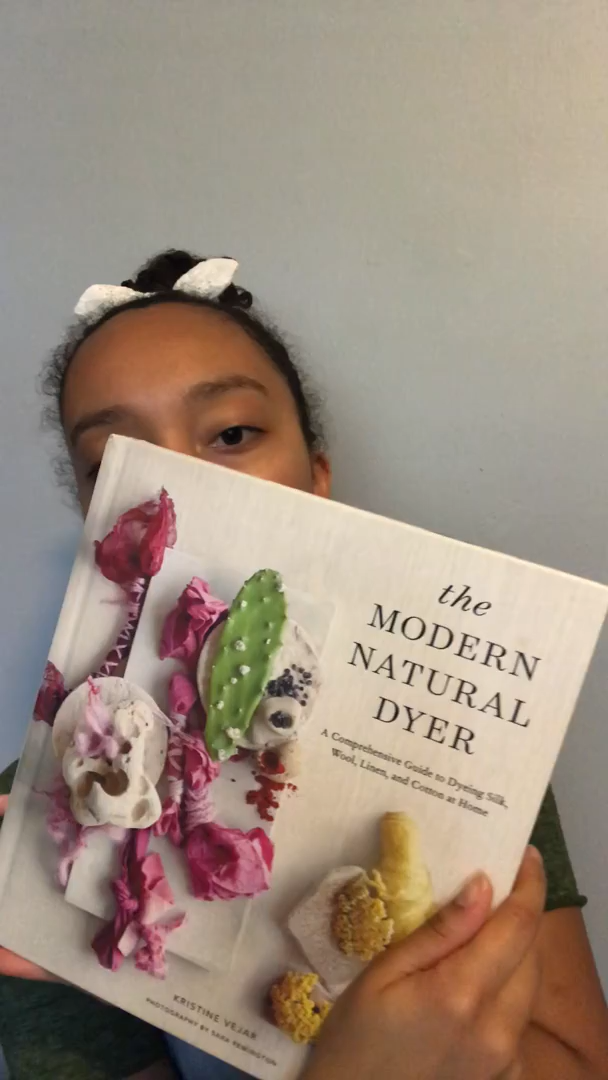 the
MODERN
NATURAL
DYER
A Comprehensive Guide to Dyeing Silk,
Wool, Linen, and Cotton at Home
KRISTINE VEJAR
PHOTOGRAPHY BY SARA REMINGTON